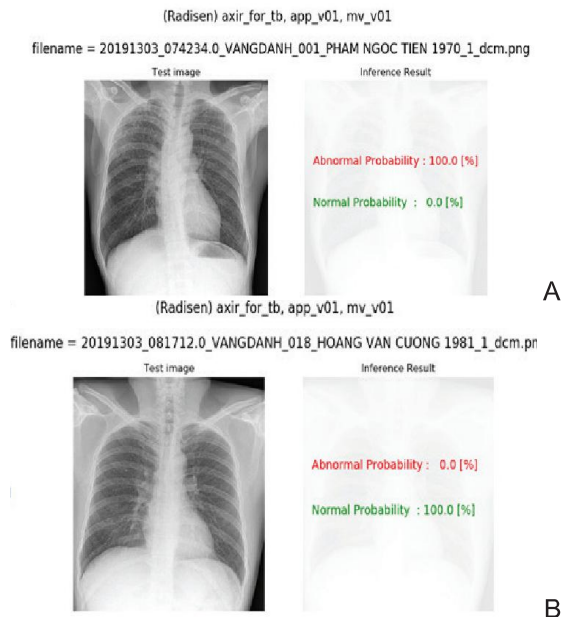 (Radisen) axir_for_tb, app_v01, mv_v01
filename = 20191303_074234.0_VANGDANH_001_PHAM NGOC TIEN 1970_1_dcm.png
Test image
Inference Result
Abnormal Probability : 100.0 [%]
Normal Probability : 0.0 [%]
A
(Radisen) axir_for_tb, app_v01, mv_v01
filename = 20191303_081712.0_VANGDANH_018_HOANG VAN CUONG 1981_1_dcm.pn
Test image
Inference Result
Abnormal Probability : 0.0 [%]
Normal Probability : 100.0 [%]
B